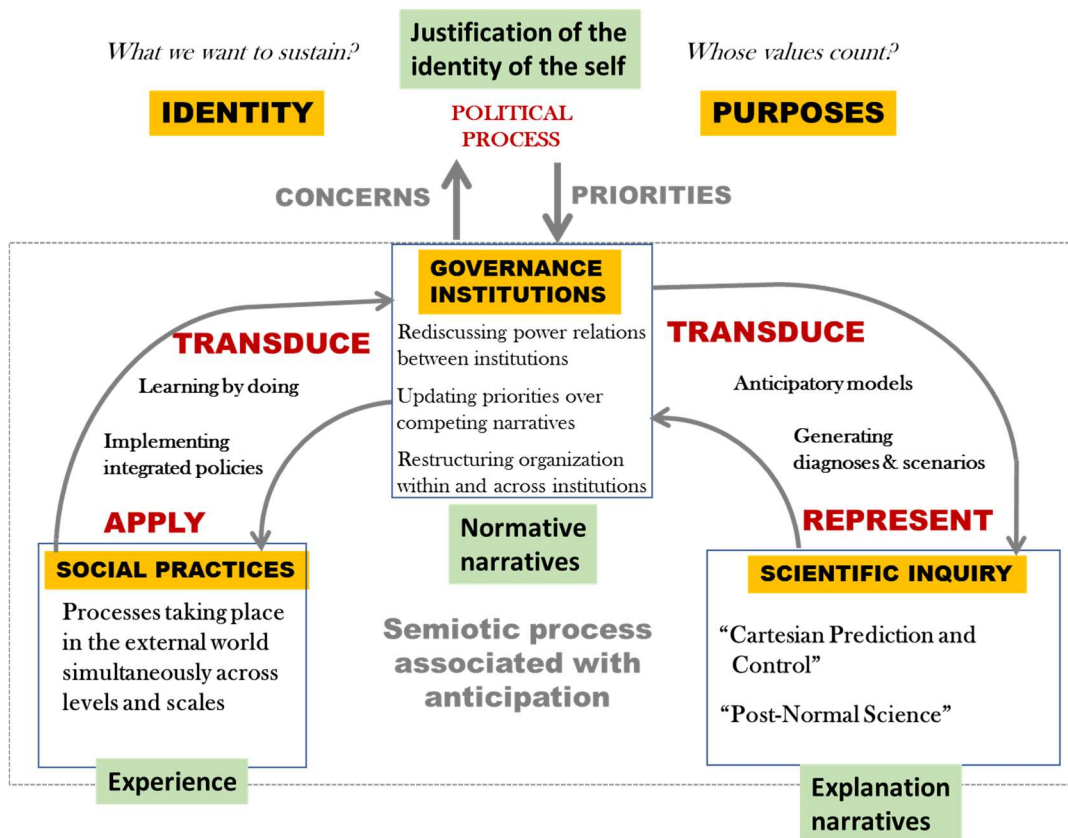 What we want to sustain?
Justification of the
identity of the self
Whose values count?
IDENTITY
POLITICAL
PROCESS
PURPOSES
CONCERNS
PRIORITIES
GOVERNANCE
INSTITUTIONS
Rediscussing power relations
between institutions
Updating priorities over
competing narratives
Restructuring organization
within and across institutions
Normative
narratives
TRANSDUCE
Learning by doing
Implementing
integrated policies
APPLY
TRANSDUCE
Anticipatory models
Generating
diagnoses & scenarios
REPRESENT
SOCIAL PRACTICES
Processes taking place
in the external world
simultaneously across
levels and scales
Experience
Semiotic process
associated with
anticipation
SCIENTIFIC INQUIRY
“Cartesian Prediction and
Control”
“Post-Normal Science”
Explanation
narratives